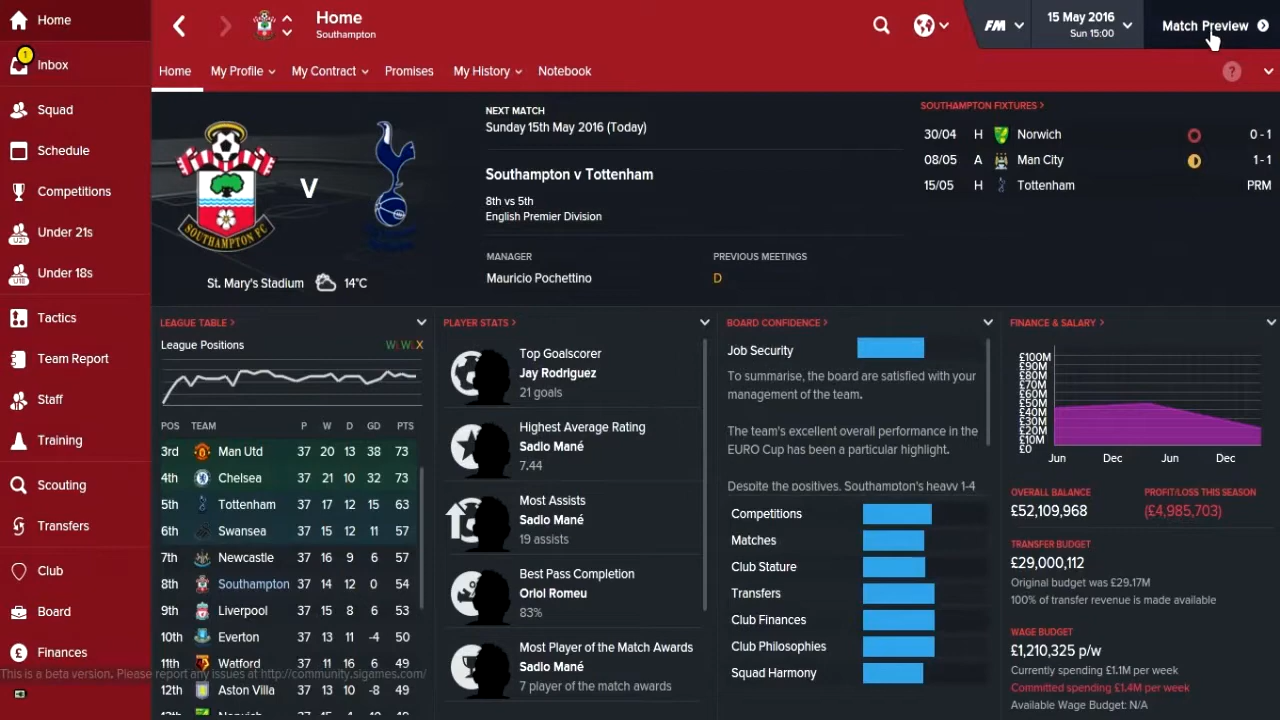 Home
1
Inbox
Squad
Schedule
Competitions
U21
Under 21s
U18
Under 18s
Tactics
Team Report
Staff
Training
Scouting
Transfers
Club
Board
£ Finances
This is a beta version. Please report any issues at http://community.sigames.com/
Home
Southampton
FM
15 May 2016
Sun 15:00
Match Preview
Home My Profile My Contract Promises My History Notebook
?
SOUTHAMPTON FC
V
St. Mary's Stadium 14°C
NEXT MATCH
Sunday 15th May 2016 (Today)
Southampton v Tottenham
8th vs 5th
English Premier Division
MANAGER
Mauricio Pochettino
PREVIOUS MEETINGS
D
SOUTHAMPTON FIXTURES >
30/04 H Norwich 0 - 1
08/05 A Man City 1 - 1
15/05 H Tottenham PRM
LEAGUE TABLE >
League Positions
POS TEAM P W D GD PTS
3rd Man Utd 37 20 13 38 73
4th Chelsea 37 21 10 32 73
5th Tottenham 37 17 12 15 63
6th Swansea 37 15 12 11 57
7th Newcastle 37 16 9 6 57
8th Southampton 37 14 12 0 54
9th Liverpool 37 15 8 6 53
10th Everton 37 13 11 -4 50
11th Watford 37 11 16 6 49
12th Aston Villa 37 13 10 -8 49
PLAYER STATS >
Top Goalscorer
Jay Rodriguez
21 goals
Highest Average Rating
Sadio Mané
7.44
Most Assists
Sadio Mané
19 assists
Best Pass Completion
Oriol Romeu
83%
Most Player of the Match Awards
Sadio Mané
7 player of the match awards
BOARD CONFIDENCE >
Job Security
To summarise, the board are satisfied with your
management of the team.
The team's excellent overall performance in the
EURO Cup has been a particular highlight.
Despite the positives, Southampton's heavy 1-4
Competitions
Matches
Club Stature
Transfers
Club Finances
Club Philosophies
Squad Harmony
FINANCE & SALARY >
£100M
£90M
£80M
£70M
£60M
£50M
£40M
£30M
£20M
£10M
£0
Jun Dec Jun Dec
OVERALL BALANCE
£52,109,968
PROFIT/LOSS THIS SEASON
(£4,985,703)
TRANSFER BUDGET
£29,000,112
Original budget was £29.17M
100% of transfer revenue is made available
WAGE BUDGET
£1,210,325 p/w
Currently spending £1.1M per week
Committed spending £1.4M per week
Available Wage Budget: N/A